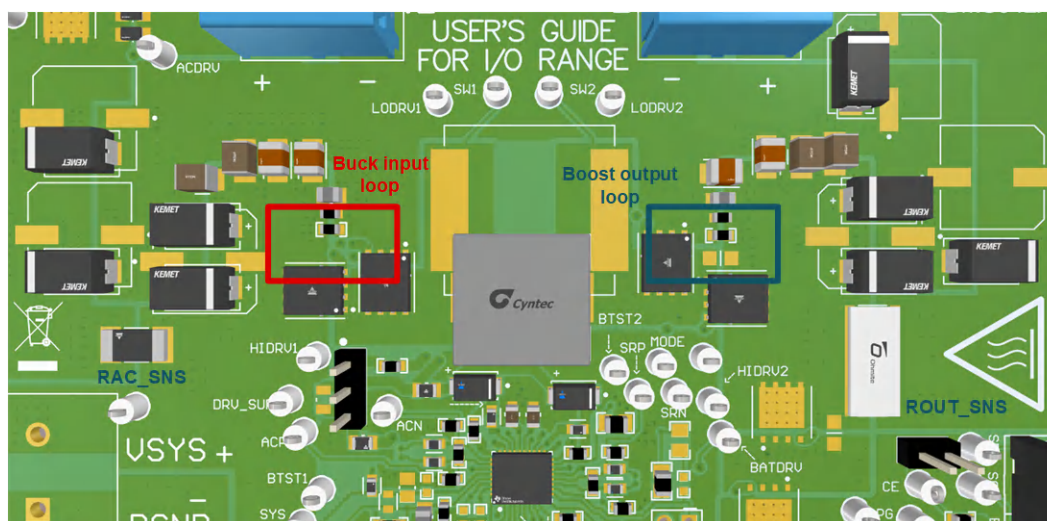 USER'S GUIDE
FOR I/O RANGE
ACDRV
+
-
-
+
LODRV1
SW1
SW2
LODRV2
KEMET
KEMET
KEMET
KEMET
KEMET
KEMET
KEMET
KEMET
Buck input
loop
Boost output
loop
Cyntec
RAC_SNS
ROUT_SNS
HIDRV1
BTST2
SRP
MODE
HIDRV2
DRV_SUP
ACN
SRN
ACP
BATDRV
VSYS +
-
BTST1
SYS
CE
PG